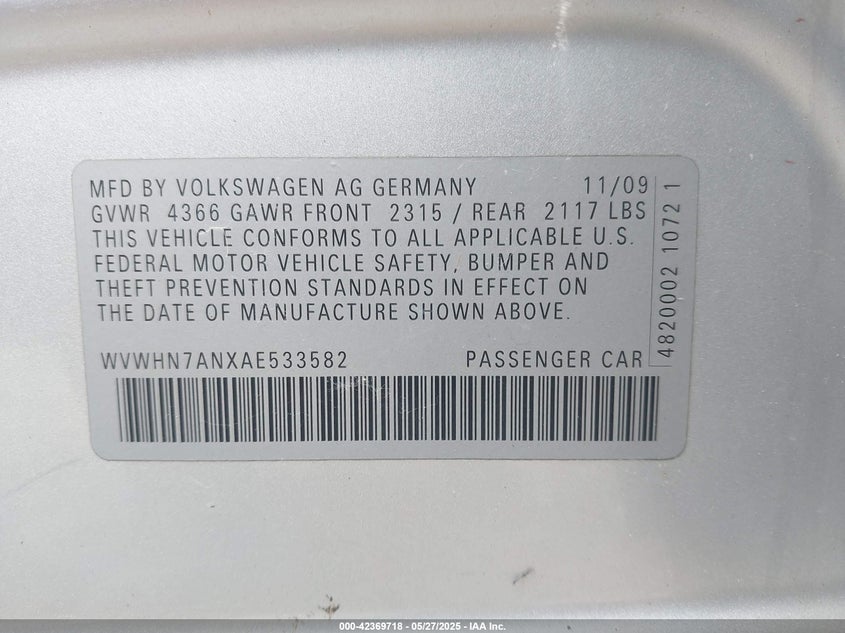 MFD BY VOLKSWAGEN AG GERMANY 11/09
GVWR 4366 GAWR FRONT 2315 / REAR 2117 LBS
THIS VEHICLE CONFORMS TO ALL APPLICABLE U.S.
FEDERAL MOTOR VEHICLE SAFETY, BUMPER AND
THEFT PREVENTION STANDARDS IN EFFECT ON
THE DATE OF MANUFACTURE SHOWN ABOVE.
WVWHN7ANXAE533582 PASSENGER CAR
4820002 1072 1
000-42369718 - 05/27/2025 - IAA Inc.